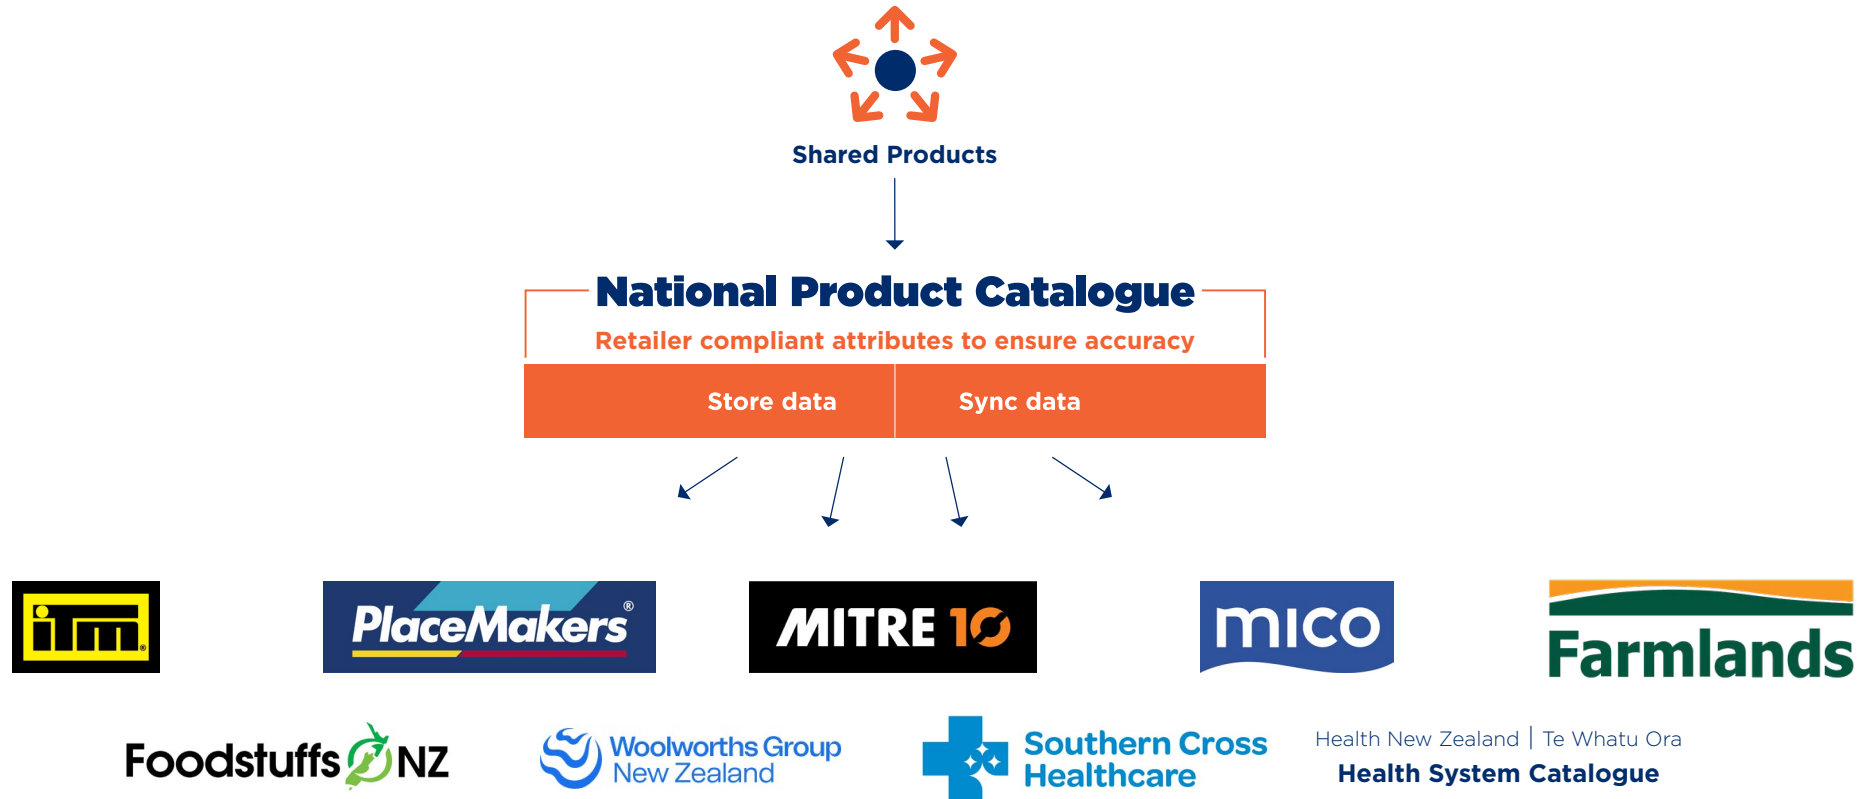 Shared Products
National Product Catalogue
Retailer compliant attributes to ensure accuracy
Store data
Sync data
iTm®
PlaceMakers®
MITRE 10
mico
Farmlands
Foodstuffs NZ
Woolworths Group
New Zealand
Southern Cross
Healthcare
Health New Zealand | Te Whatu Ora
Health System Catalogue